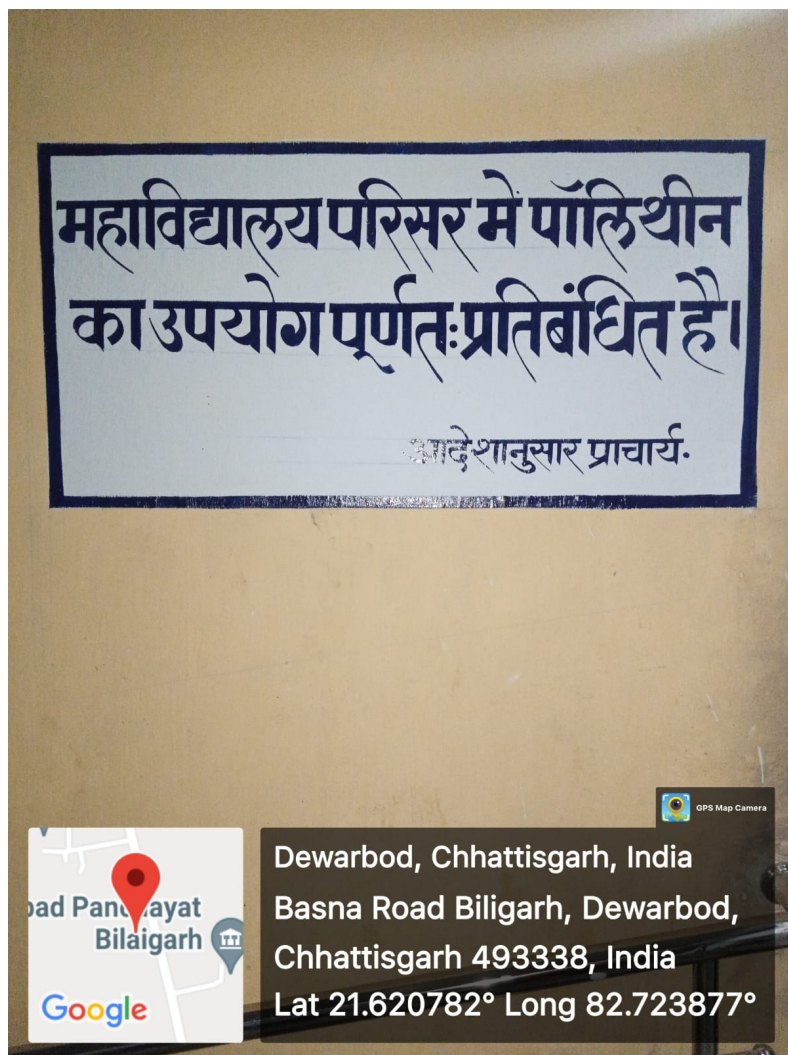 महाविद्यालय परिसर में पॉलिथीन
का उपयोग पूर्णतः प्रतिबंधित है।
आदेशानुसार प्राचार्य.
GPS Map Camera
Dewarbod, Chhattisgarh, India
Basna Road Biligarh, Dewarbod,
Chhattisgarh 493338, India
Lat 21.620782° Long 82.723877°
Bilaigarh
Google